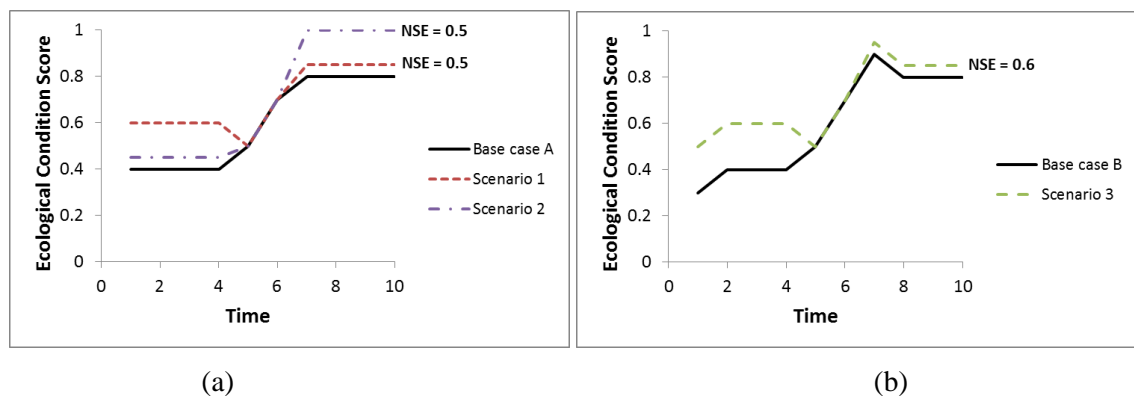 Ecological Condition Score
1
0.8
0.6
0.4
0.2
0
0 2 4 6 8 10
Time
NSE = 0.5
NSE = 0.5
Base case A
Scenario 1
Scenario 2
(a)
Ecological Condition Score
1
0.8
0.6
0.4
0.2
0
0 2 4 6 8 10
Time
NSE = 0.6
Base case B
Scenario 3
(b)